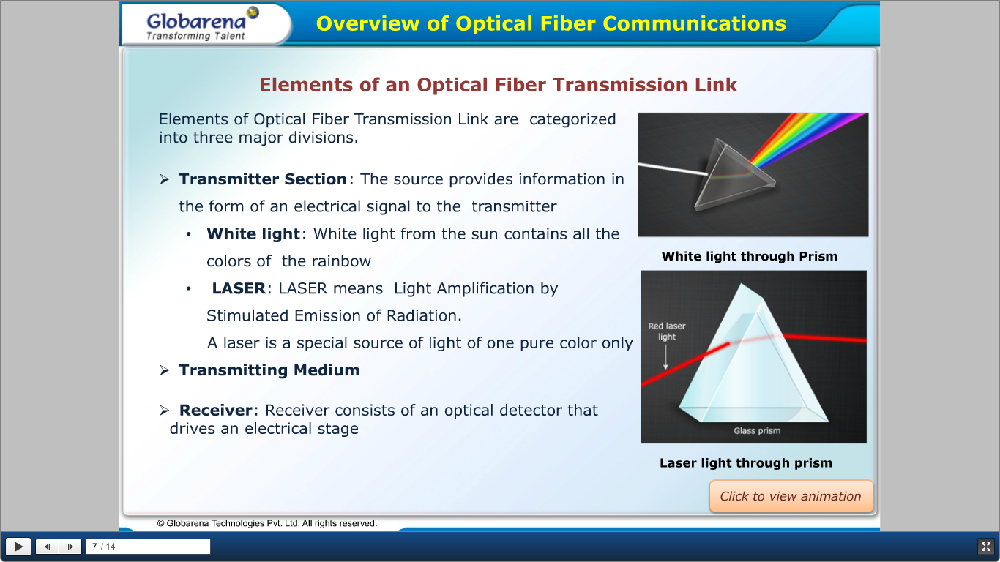 Globarena
Transforming Talent
Overview of Optical Fiber Communications
Elements of an Optical Fiber Transmission Link
Elements of Optical Fiber Transmission Link are categorized
into three major divisions.
➢ Transmitter Section: The source provides information in
the form of an electrical signal to the transmitter
• White light: White light from the sun contains all the
colors of the rainbow
• LASER: LASER means Light Amplification by
Stimulated Emission of Radiation.
A laser is a special source of light of one pure color only
➢ Transmitting Medium
➢ Receiver: Receiver consists of an optical detector that
drives an electrical stage
White light through Prism
Red laser
light
Glass prism
Laser light through prism
Click to view animation
© Globarena Technologies Pvt. Ltd. All rights reserved.
7 / 14